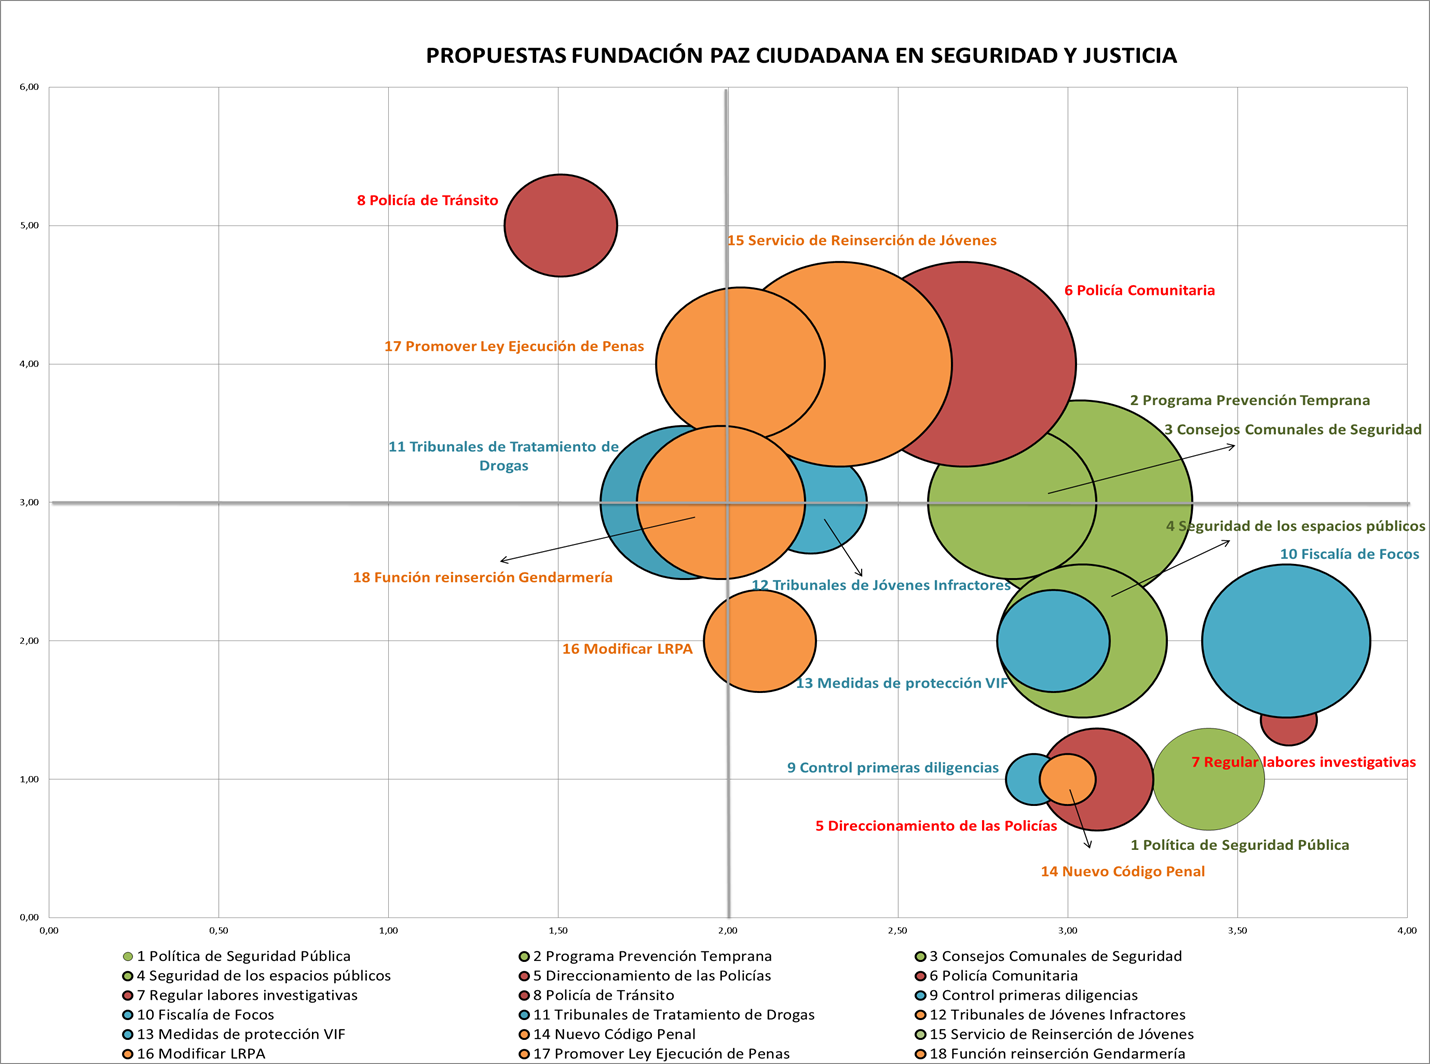 PROPUESTAS FUNDACIÓN PAZ CIUDADANA EN SEGURIDAD Y JUSTICIA
6,00
8 Policía de Tránsito
5,00
15 Servicio de Reinserción de Jóvenes
6 Policía Comunitaria
17 Promover Ley Ejecución de Penas
4,00
2 Programa Prevención Temprana
3 Consejos Comunales de Seguridad
11 Tribunales de Tratamiento de
Drogas
3,00
4 Seguridad de los espacios públicos
10 Fiscalía de Focos
18 Función reinserción Gendarmería
12 Tribunales de Jóvenes Infractores
2,00
16 Modificar LRPA
13 Medidas de protección VIF
7 Regular labores investigativas
9 Control primeras diligencias
1,00
5 Direccionamiento de las Policías
1 Política de Seguridad Pública
14 Nuevo Código Penal
0,00
0,00 0,50 1,00 1,50 2,00 2,50 3,00 3,50 4,00
1 Política de Seguridad Pública 2 Programa Prevención Temprana 3 Consejos Comunales de Seguridad
4 Seguridad de los espacios públicos 5 Direccionamiento de las Policías 6 Policía Comunitaria
7 Regular labores investigativas 8 Policía de Tránsito 9 Control primeras diligencias
10 Fiscalía de Focos 11 Tribunales de Tratamiento de Drogas 12 Tribunales de Jóvenes Infractores
13 Medidas de protección VIF 14 Nuevo Código Penal 15 Servicio de Reinserción de Jóvenes
16 Modificar LRPA 17 Promover Ley Ejecución de Penas 18 Función reinserción Gendarmería